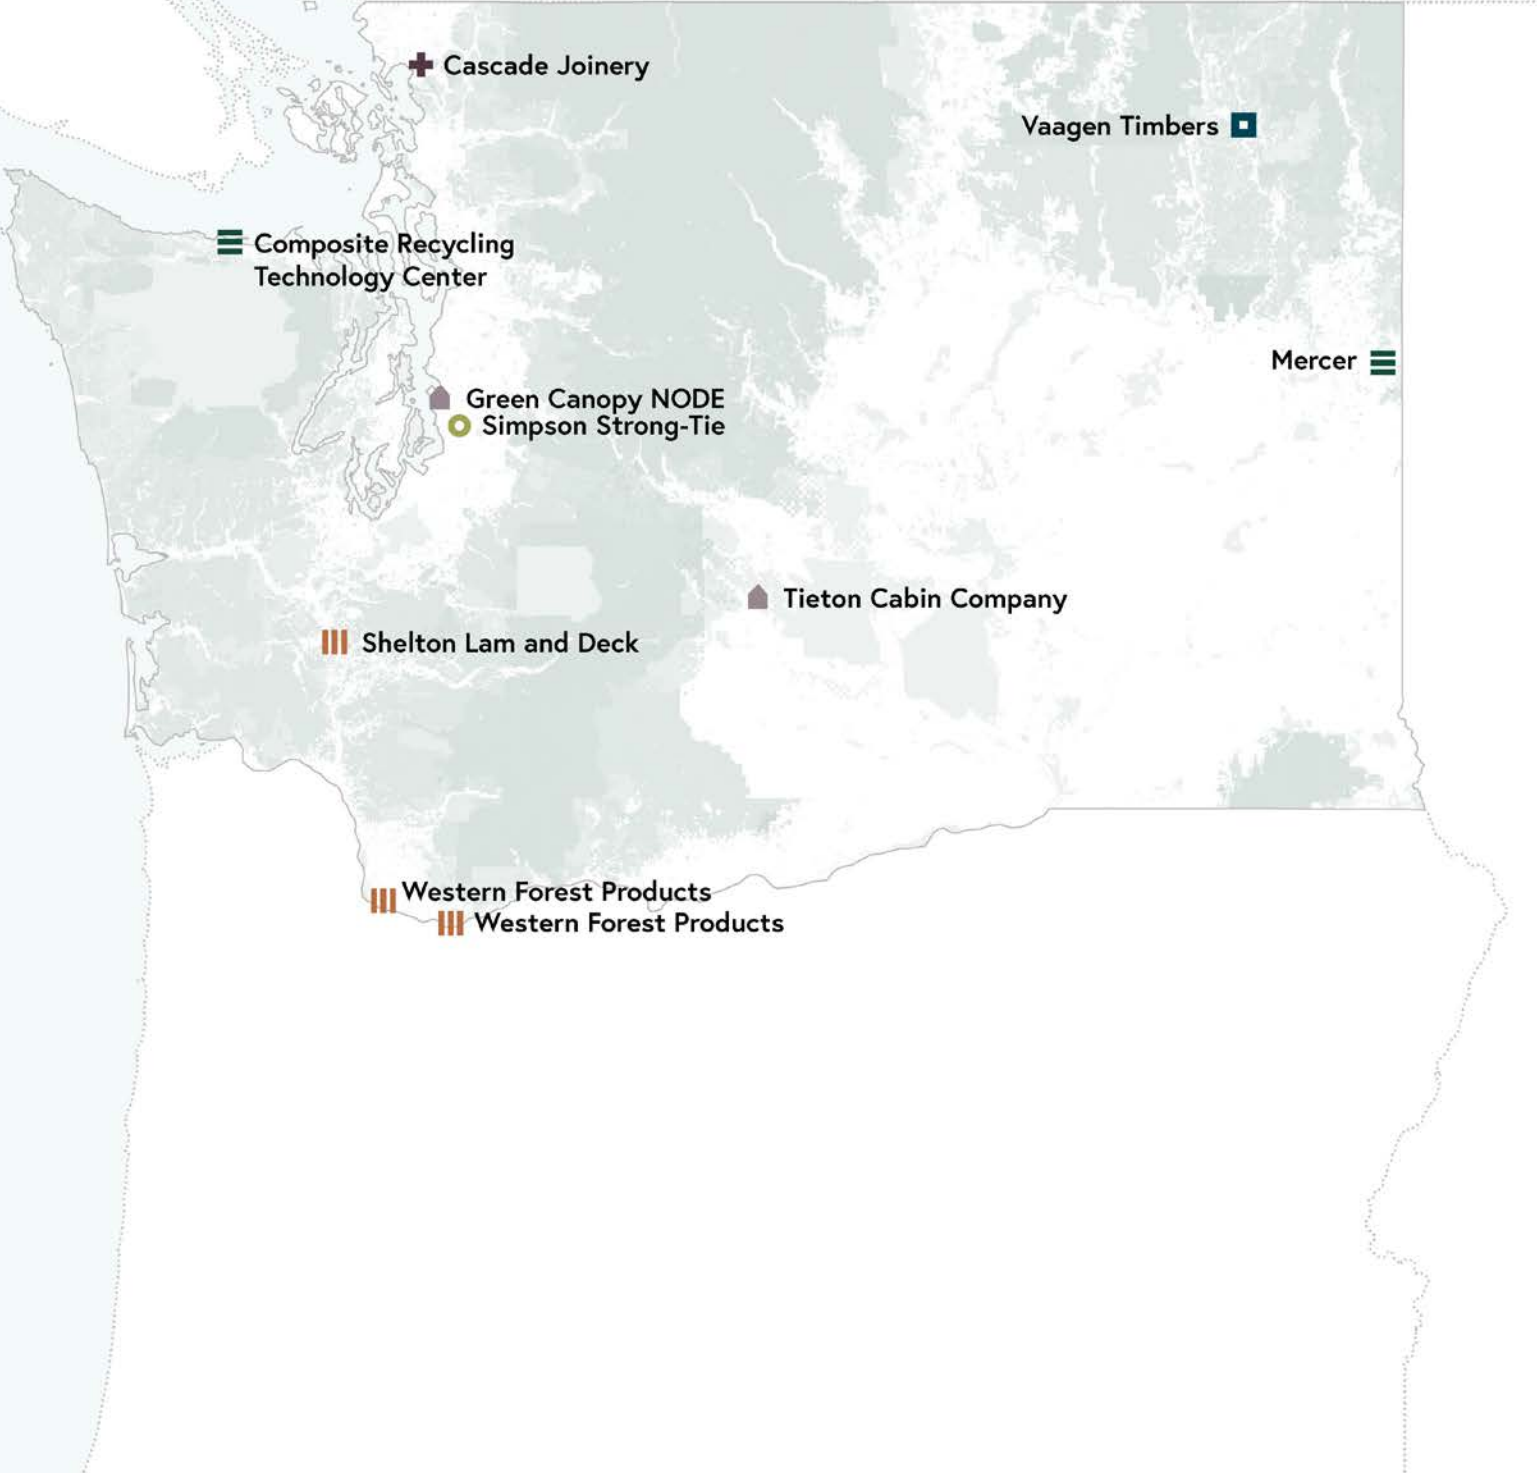 Cascade Joinery
Vaagen Timbers
Composite Recycling
Technology Center
Mercer
Green Canopy NODE
Simpson Strong-Tie
Tieton Cabin Company
Shelton Lam and Deck
Western Forest Products
Western Forest Products